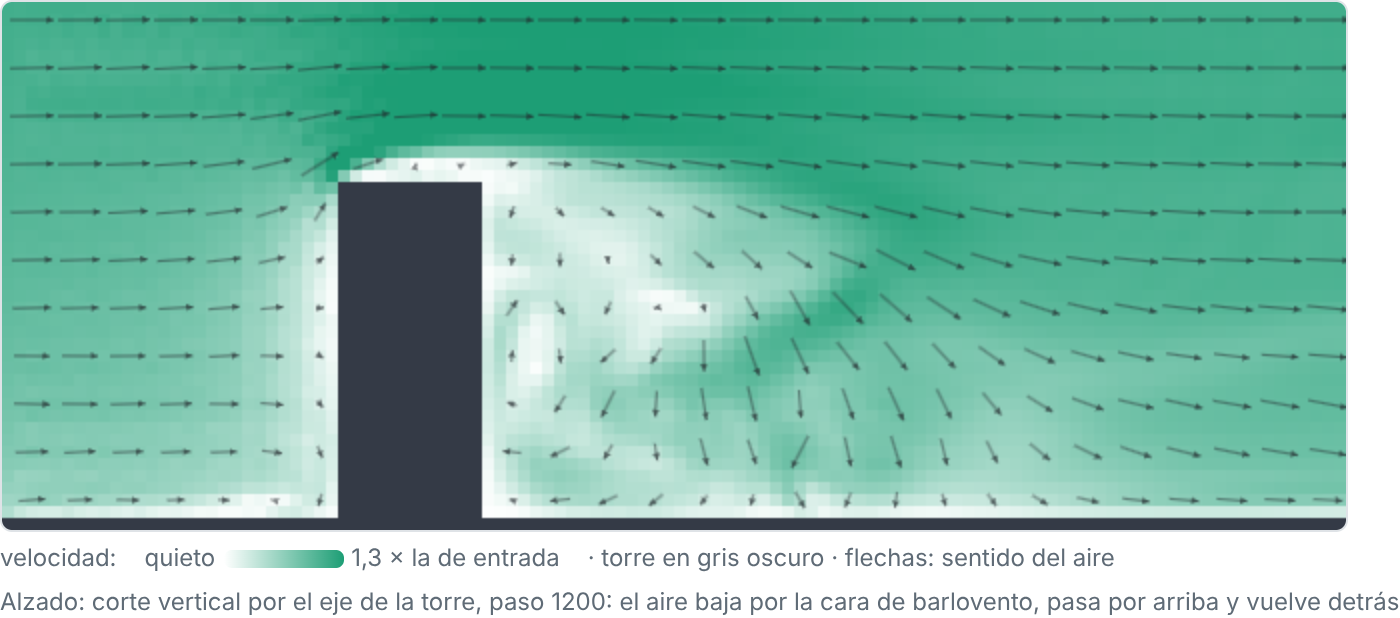 velocidad: quieto 1,3 × la de entrada · torre en gris oscuro · flechas: sentido del aire
Alzado: corte vertical por el eje de la torre, paso 1200: el aire baja por la cara de barlovento, pasa por arriba y vuelve detrás